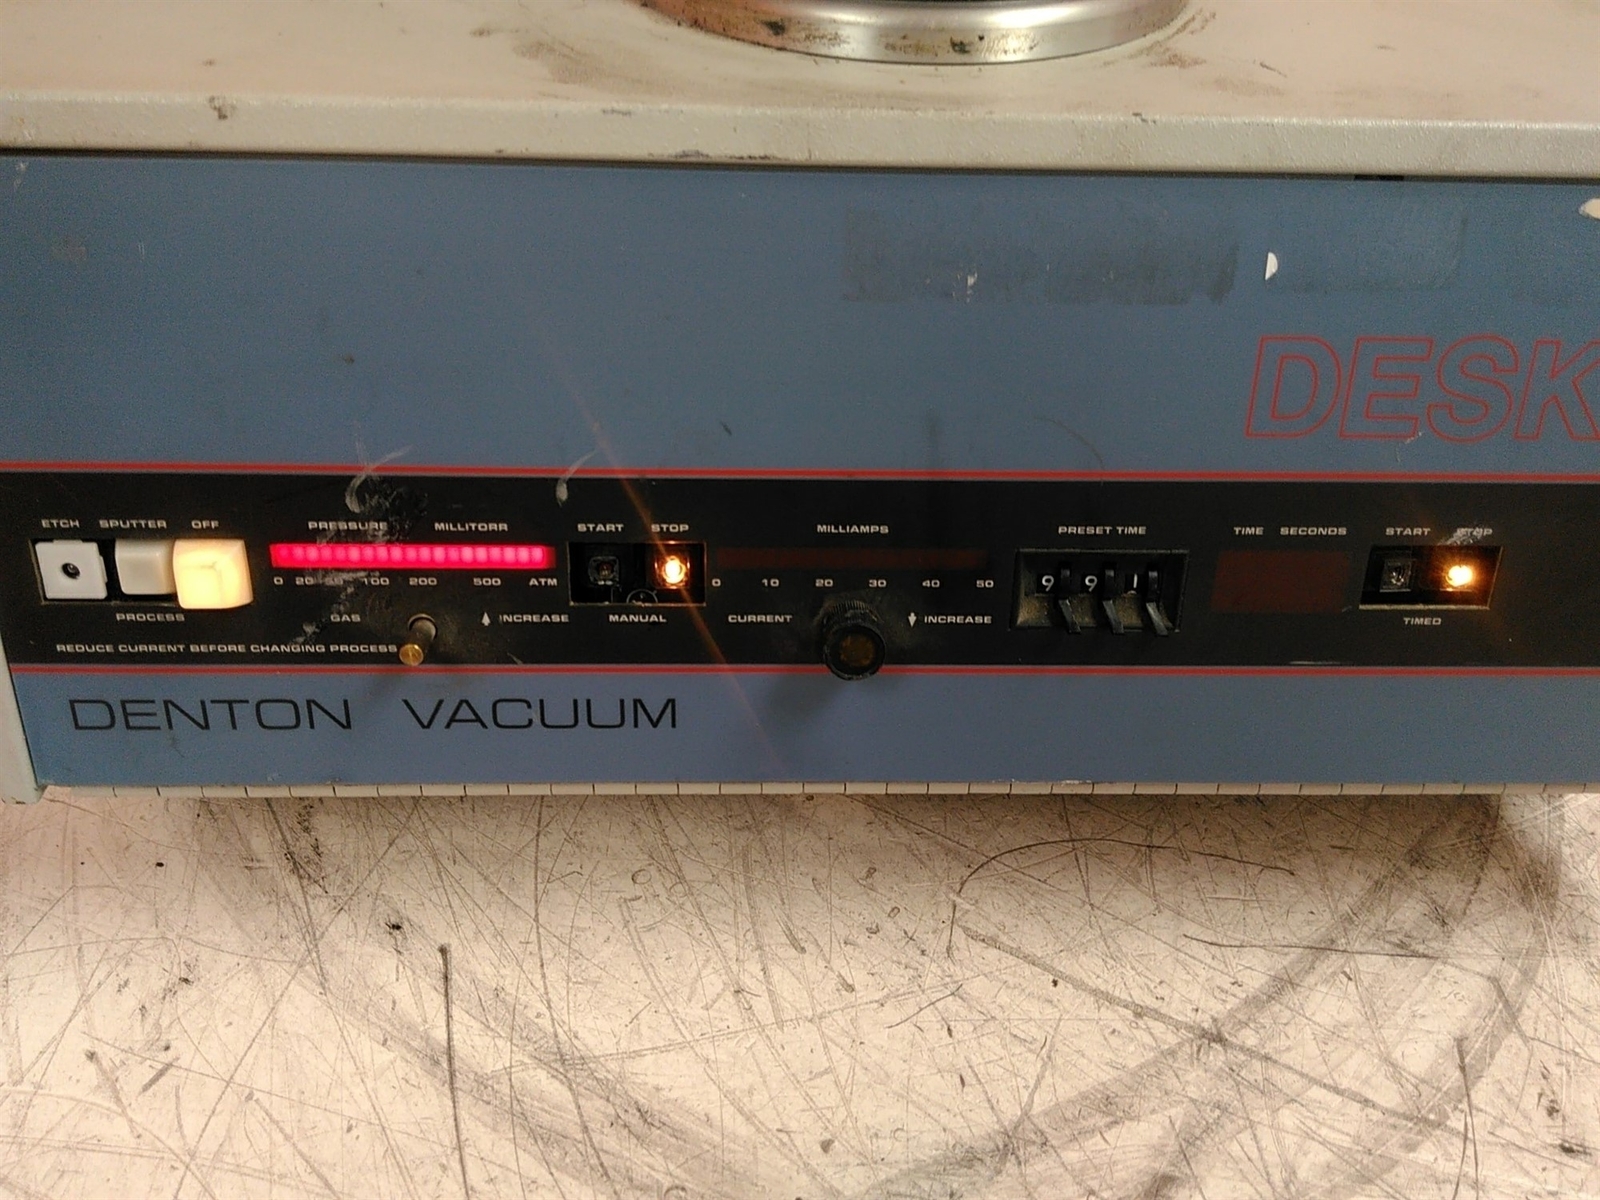 DESK
ETCH SPUTTER OFF
PRESSURE MILLITORR
START STOP
MILLIAMPS
PRESET TIME
TIME SECONDS
START STOP
0 20 50 100 200 500 ATM
0 10 20 30 40 50
9 9 1
PROCESS
GAS
INCREASE
MANUAL
CURRENT
INCREASE
TIMED
REDUCE CURRENT BEFORE CHANGING PROCESS
DENTON VACUUM